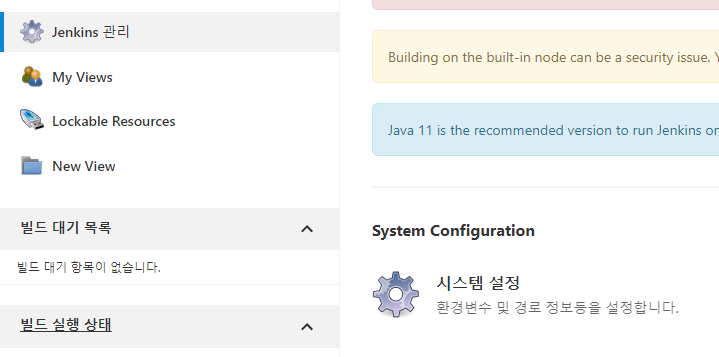 Jenkins 관리
My Views
Lockable Resources
New View
빌드 대기 목록
빌드 대기 항목이 없습니다.
빌드 실행 상태
Building on the built-in node can be a security issue.
Java 11 is the recommended version to run Jenkins on
System Configuration
시스템 설정
환경변수 및 경로 정보등을 설정합니다.